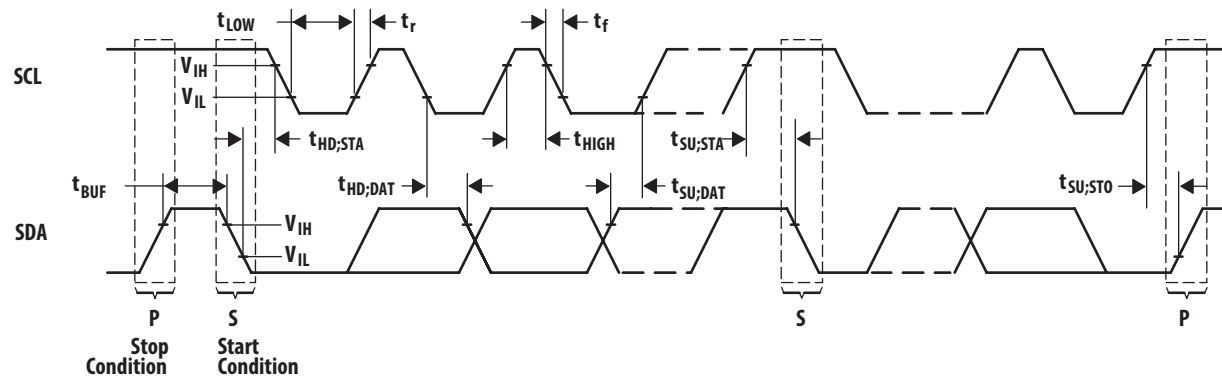 tLOW
tr
tf
SCL
VIH
VIL
tHD;STA
tHIGH
tSU;STA
tBUF
tHD;DAT
tSU;DAT
tSU;STO
SDA
VIH
VIL
P
S
S
P
Stop
Condition
Start
Condition